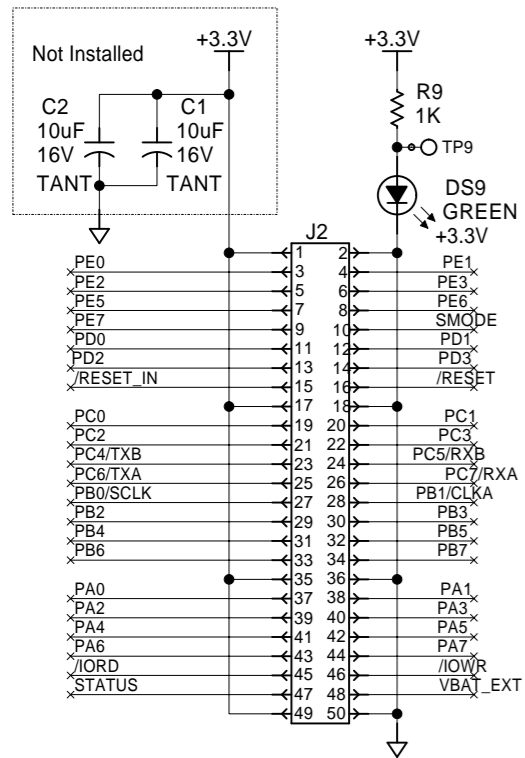 Not Installed
+3.3V
+3.3V
C2
10uF
16V
TANT
C1
10uF
16V
TANT
R9
1K
TP9
DS9
GREEN
+3.3V
J2
1 2
PE0 3 4 PE1
PE2 5 6 PE3
PE5 7 8 PE6
PE7 9 10 SMODE
PD0 11 12 PD1
PD2 13 14 PD3
/RESET_IN 15 16 /RESET
17 18
PC0 19 20 PC1
PC2 21 22 PC3
PC4/TXB 23 24 PC5/RXB
PC6/TXA 25 26 PC7/RXA
PB0/SCLK 27 28 PB1/CLKA
PB2 29 30 PB3
PB4 31 32 PB5
PB6 33 34 PB7
35 36
PA0 37 38 PA1
PA2 39 40 PA3
PA4 41 42 PA5
PA6 43 44 PA7
/IORD 45 46 /IOWR
STATUS 47 48 VBAT_EXT
49 50